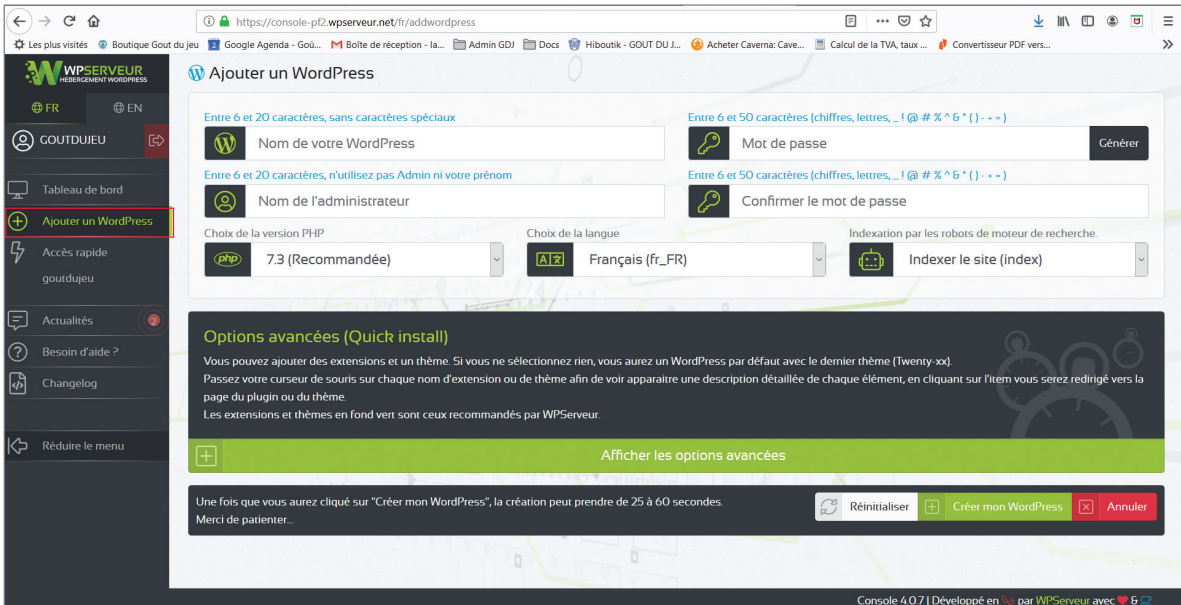 https://console-pf2.wpserveur.net/fr/addwordpress
Les plus visités
Boutique Gout du jeu
Google Agenda - Goû...
Boîte de réception - la...
Admin GDJ
Docs
Hiboutik - GOUT DU J...
Acheter Caverna: Cave...
Calcul de la TVA, taux ...
Convertisseur PDF vers...
WPSERVEUR
HEBERGEMENT WORDPRESS
FR
EN
GOUTDUJEU
Tableau de bord
Ajouter un WordPress
Accès rapide
goutdujeu
Actualités
2
Besoin d'aide ?
Changelog
Réduire le menu
Ajouter un WordPress
Entre 6 et 20 caractères, sans caractères spéciaux
Nom de votre WordPress
Entre 6 et 50 caractères (chiffres, lettres, _ ! @ # % ^ & * ( ) - + = )
Mot de passe
Générer
Entre 6 et 20 caractères, n'utilisez pas Admin ni votre prénom
Nom de l'administrateur
Entre 6 et 50 caractères (chiffres, lettres, _ ! @ # % ^ & * ( ) - + = )
Confirmer le mot de passe
Choix de la version PHP
php
7.3 (Recommandée)
Choix de la langue
Français (fr_FR)
Indexation par les robots de moteur de recherche.
Indexer le site (index)
Options avancées (Quick install)
Vous pouvez ajouter des extensions et un thème. Si vous ne sélectionnez rien, vous aurez un WordPress par défaut avec le dernier thème (Twenty-xx).
Passez votre curseur de souris sur chaque nom d'extension ou de thème afin de voir apparaitre une description détaillée de chaque élément, en cliquant sur l'item vous serez redirigé vers la
page du plugin ou du thème.
Les extensions et thèmes en fond vert sont ceux recommandés par WPServeur.
Afficher les options avancées
Une fois que vous aurez cliqué sur "Créer mon WordPress", la création peut prendre de 25 à 60 secondes.
Merci de patienter...
Réinitialiser
Créer mon WordPress
Annuler
Console 4.0.7 | Développé en par WPServeur avec &